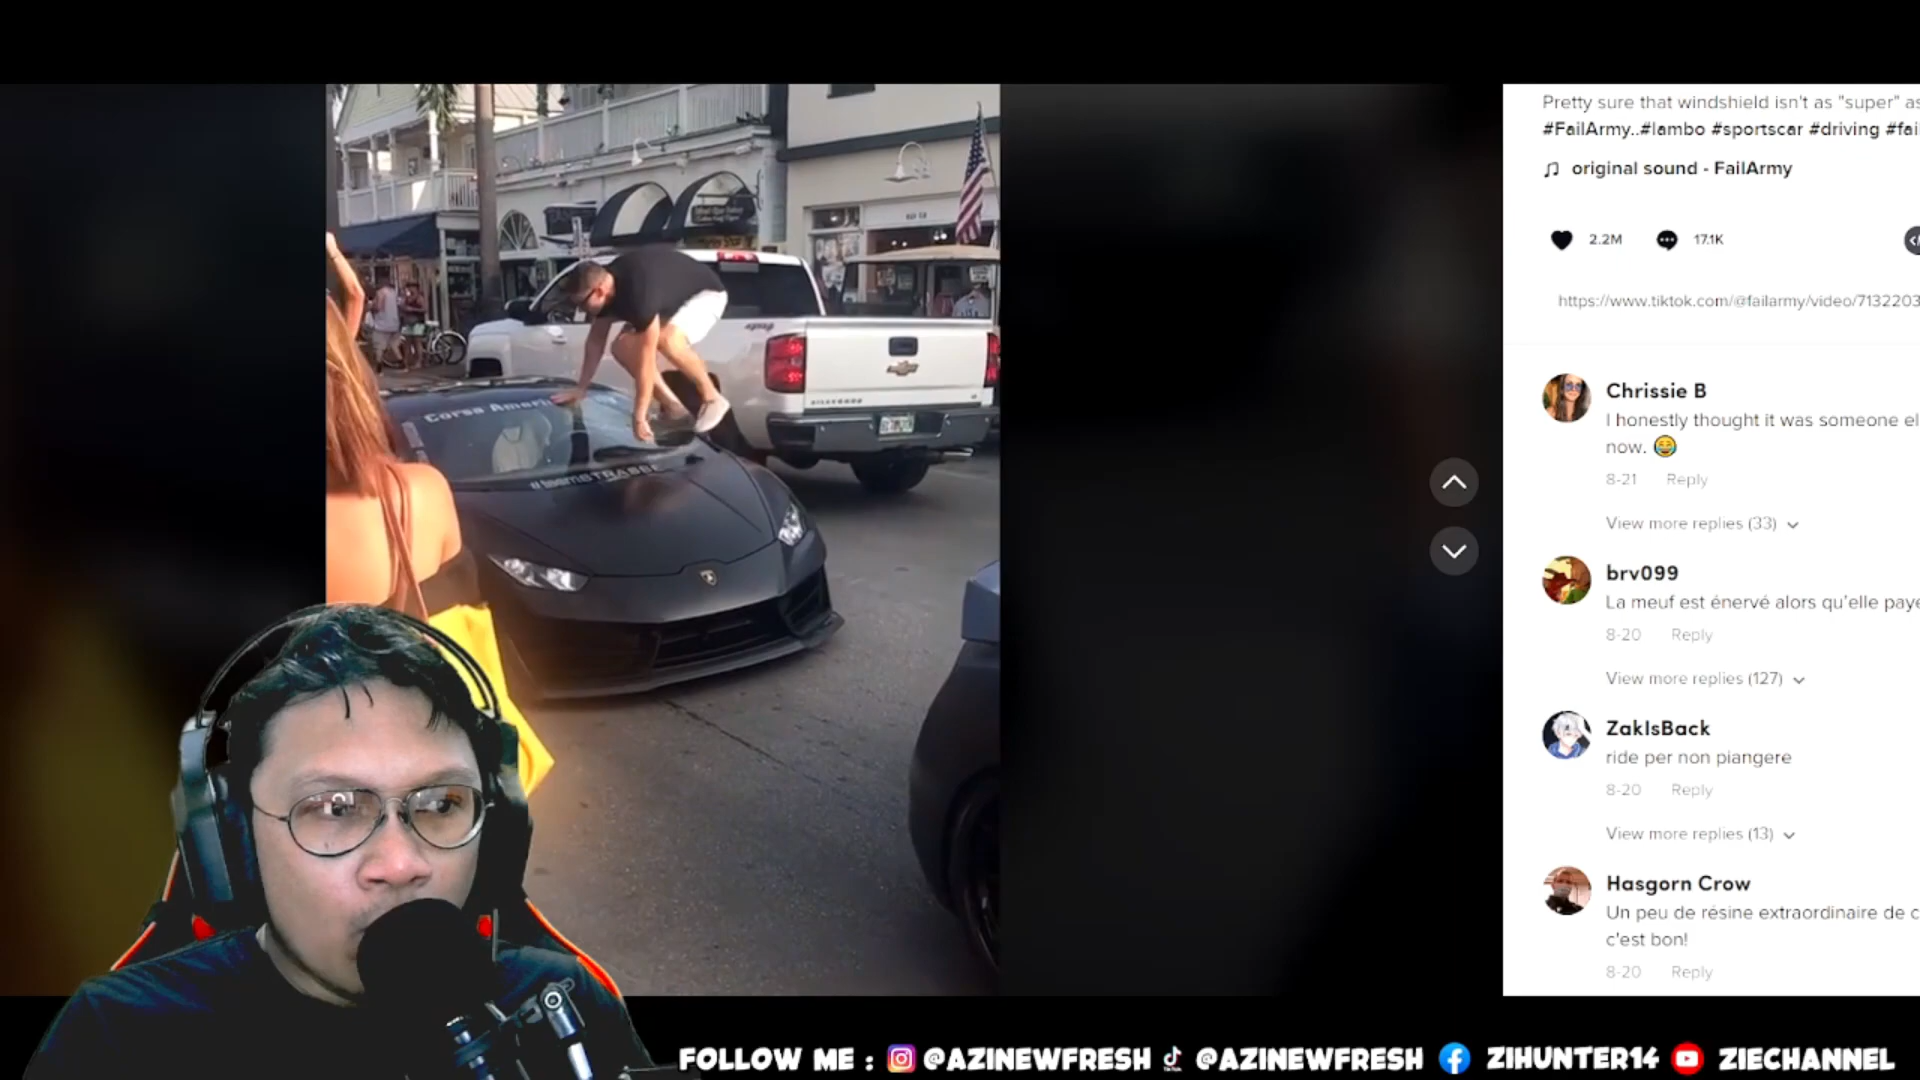 Pretty sure that windshield isn't as "super" as
#FailArmy..#lambo #sportscar #driving #fai
original sound - FailArmy
2.2M 17.1K
https://www.tiktok.com/@failarmy/video/7132203
Chrissie B
I honestly thought it was someone el
now. 😂
8-21 Reply
View more replies (33)
brv099
La meuf est énervé alors qu'elle paye
8-20 Reply
View more replies (127)
ZakIsBack
ride per non piangere
8-20 Reply
View more replies (13)
Hasgorn Crow
Un peu de résine extraordinaire de c
c'est bon!
8-20 Reply
Corsa Ameri
#teamSTRASSE
FOLLOW ME : @AZINEWFRESH @AZINEWFRESH ZIHUNTER14 ZIECHANNEL